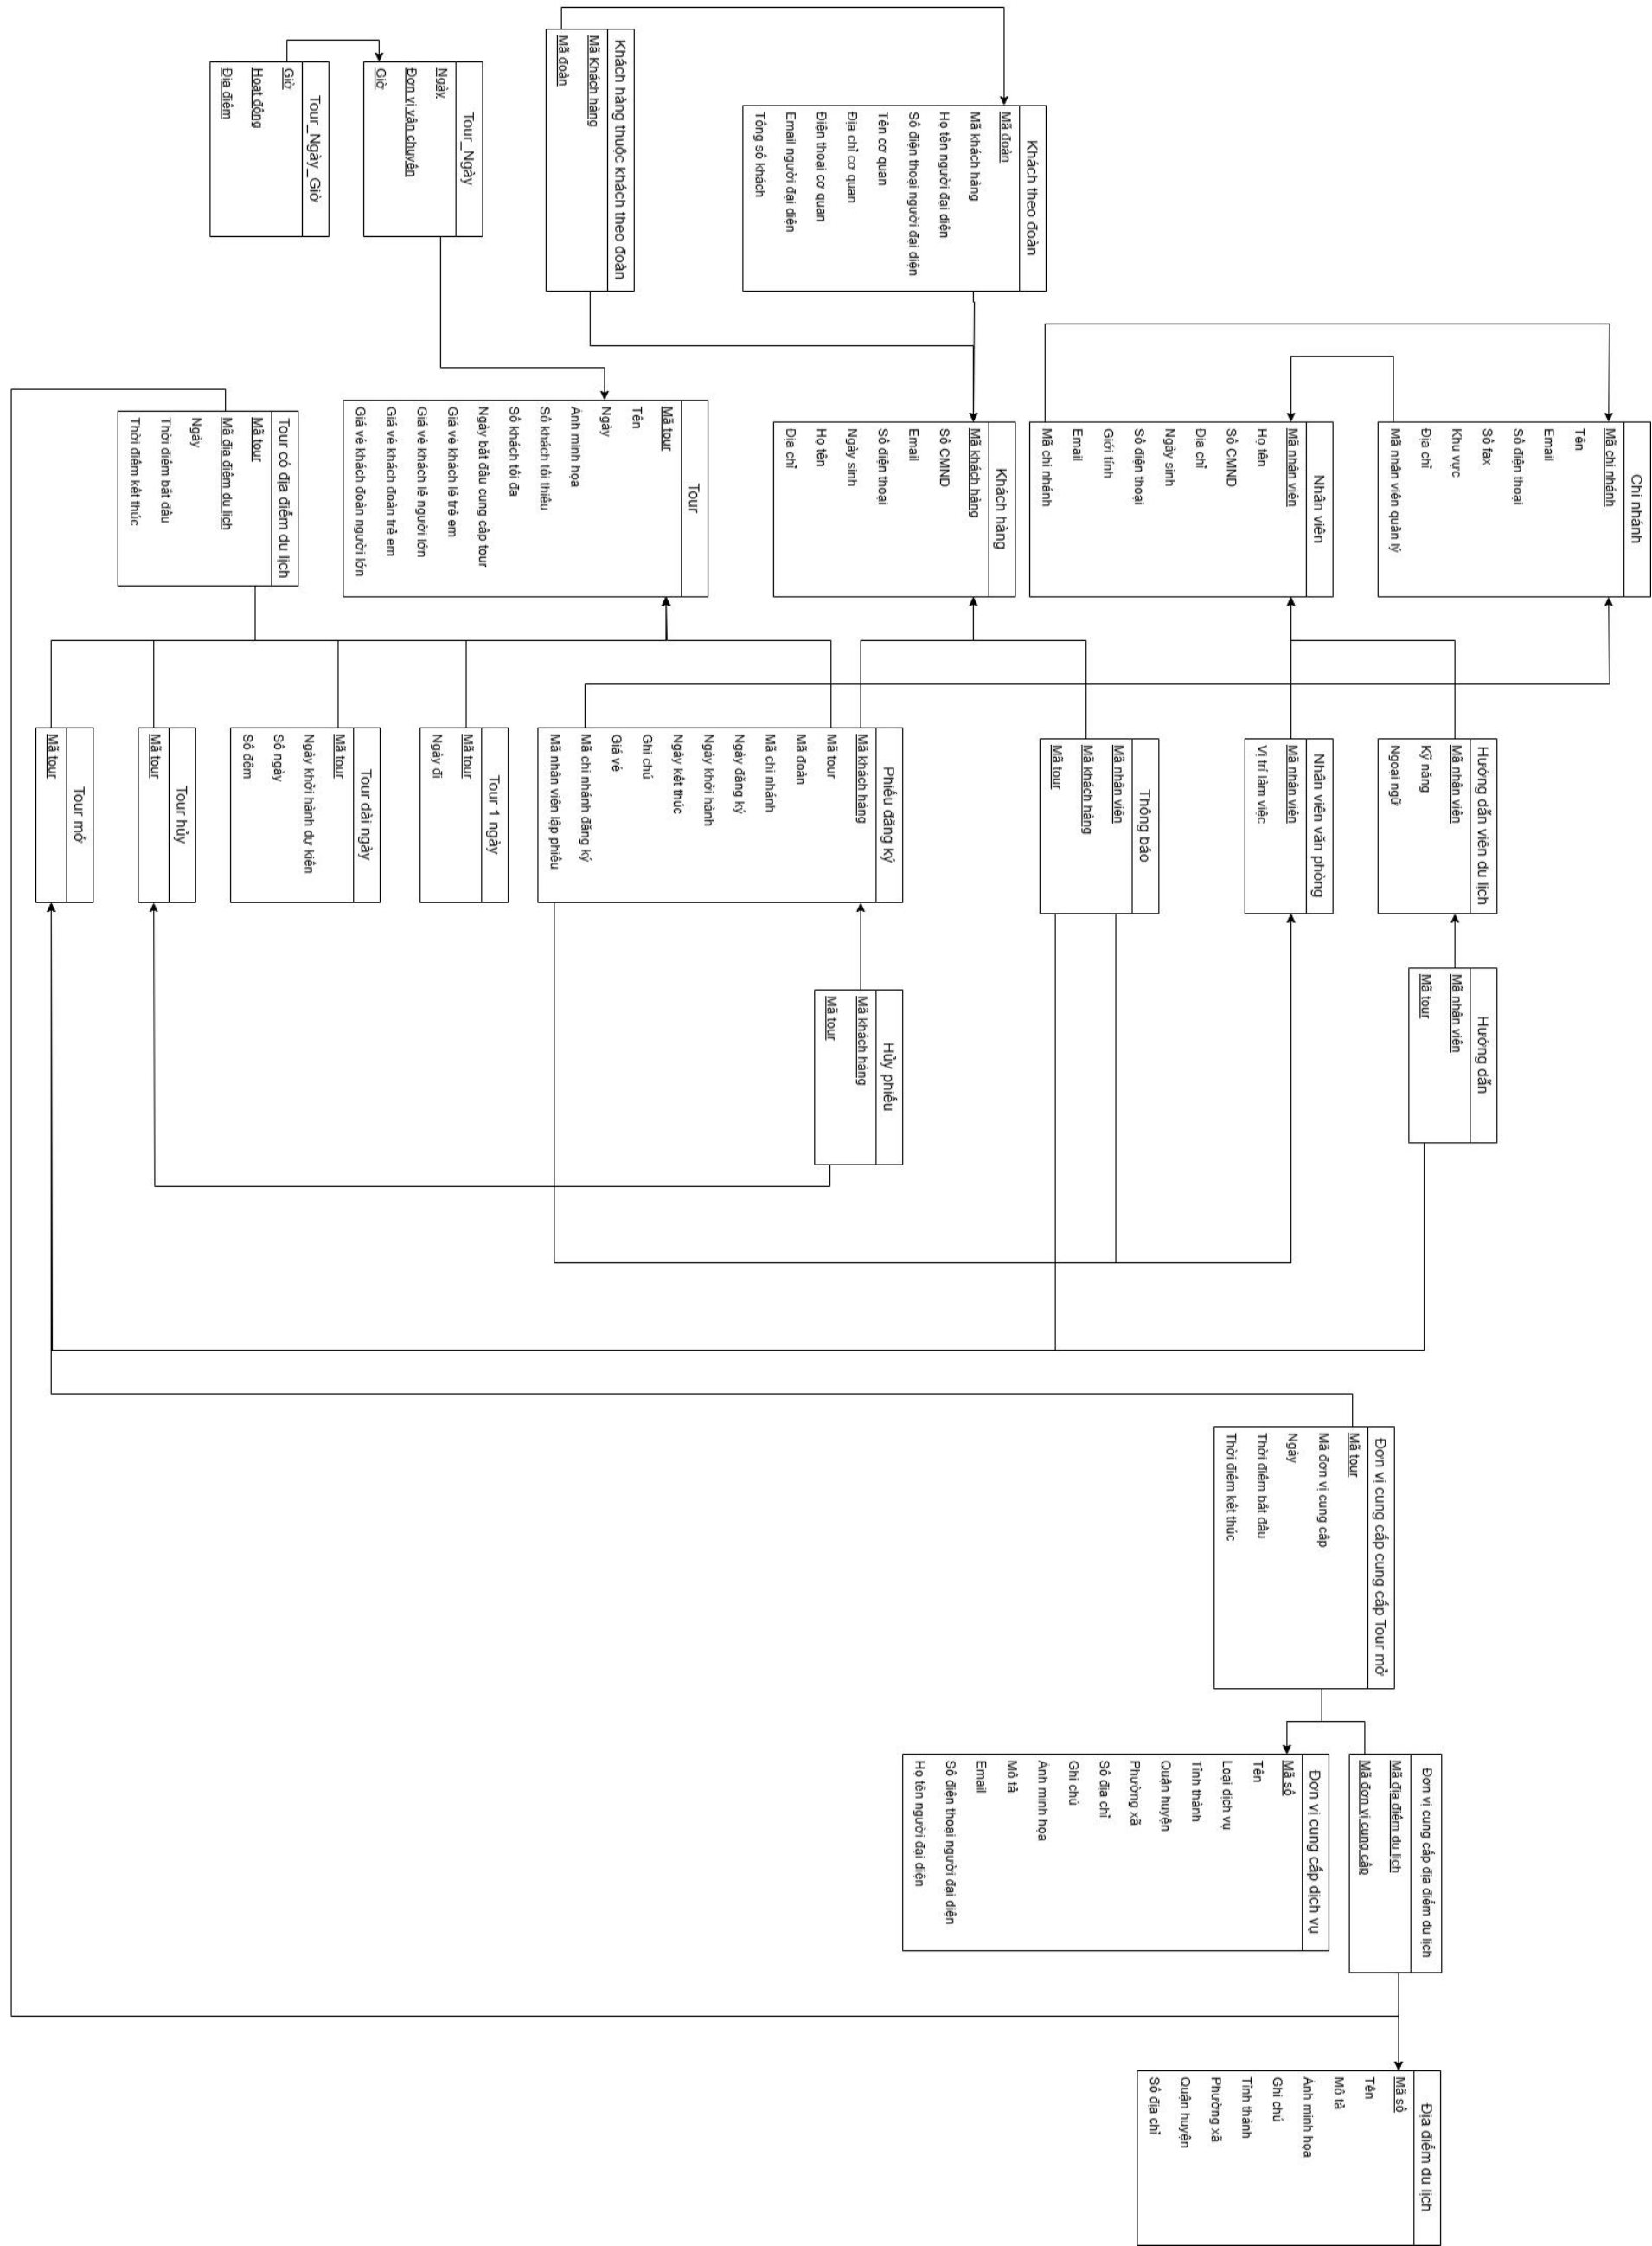 Chi nhánh
Mã chi nhánh
Tên
Email
Số điện thoại
Số fax
Khu vực
Địa chỉ
Mã nhân viên quản lý
Nhân viên
Mã nhân viên
Họ tên
Số CMND
Địa chỉ
Ngày sinh
Số điện thoại
Giới tính
Email
Mã chi nhánh
Khách hàng
Mã khách hàng
Số CMND
Email
Số điện thoại
Ngày sinh
Họ tên
Địa chỉ
Khách theo đoàn
Mã đoàn
Mã khách hàng
Họ tên người đại diện
Số điện thoại người đại diện
Tên cơ quan
Địa chỉ cơ quan
Điện thoại cơ quan
Email người đại diện
Tổng số khách
Khách hàng thuộc khách theo đoàn
Mã Khách hàng
Mã đoàn
Tour_Ngày
Ngày
Đơn vị vận chuyển
Giờ
Tour_Ngày_Giờ
Giờ
Hoạt động
Địa điểm
Tour
Mã tour
Tên
Ngày
Ảnh minh họa
Số khách tối thiểu
Số khách tối đa
Ngày bắt đầu cung cấp tour
Giá vé khách lẻ trẻ em
Giá vé khách lẻ người lớn
Giá vé khách đoàn trẻ em
Giá vé khách đoàn người lớn
Tour có địa điểm du lịch
Mã tour
Mã địa điểm du lịch
Ngày
Thời điểm bắt đầu
Thời điểm kết thúc
Hướng dẫn viên du lịch
Mã nhân viên
Kỹ năng
Ngoại ngữ
Nhân viên văn phòng
Mã nhân viên
Vị trí làm việc
Thông báo
Mã nhân viên
Mã khách hàng
Mã tour
Phiếu đăng ký
Mã khách hàng
Mã tour
Mã đoàn
Mã chi nhánh
Ngày đăng ký
Ngày khởi hành
Ngày kết thúc
Ghi chú
Giá vé
Mã chi nhánh đăng ký
Mã nhân viên lập phiếu
Tour 1 ngày
Mã tour
Ngày đi
Tour dài ngày
Mã tour
Ngày khởi hành dự kiến
Số ngày
Số đêm
Tour hủy
Mã tour
Tour mở
Mã tour
Hướng dẫn
Mã nhân viên
Mã tour
Hủy phiếu
Mã khách hàng
Mã tour
Đơn vị cung cấp cung cấp Tour mở
Mã tour
Mã đơn vị cung cấp
Ngày
Thời điểm bắt đầu
Thời điểm kết thúc
Đơn vị cung cấp địa điểm du lịch
Mã địa điểm du lịch
Mã đơn vị cung cấp
Đơn vị cung cấp dịch vụ
Mã số
Tên
Loại dịch vụ
Tỉnh thành
Quận huyện
Phường xã
Số địa chỉ
Ghi chú
Ảnh minh họa
Mô tả
Email
Số điện thoại người đại diện
Họ tên người đại diện
Địa điểm du lịch
Mã số
Tên
Mô tả
Ảnh minh họa
Ghi chú
Tỉnh thành
Phường xã
Quận huyện
Số địa chỉ